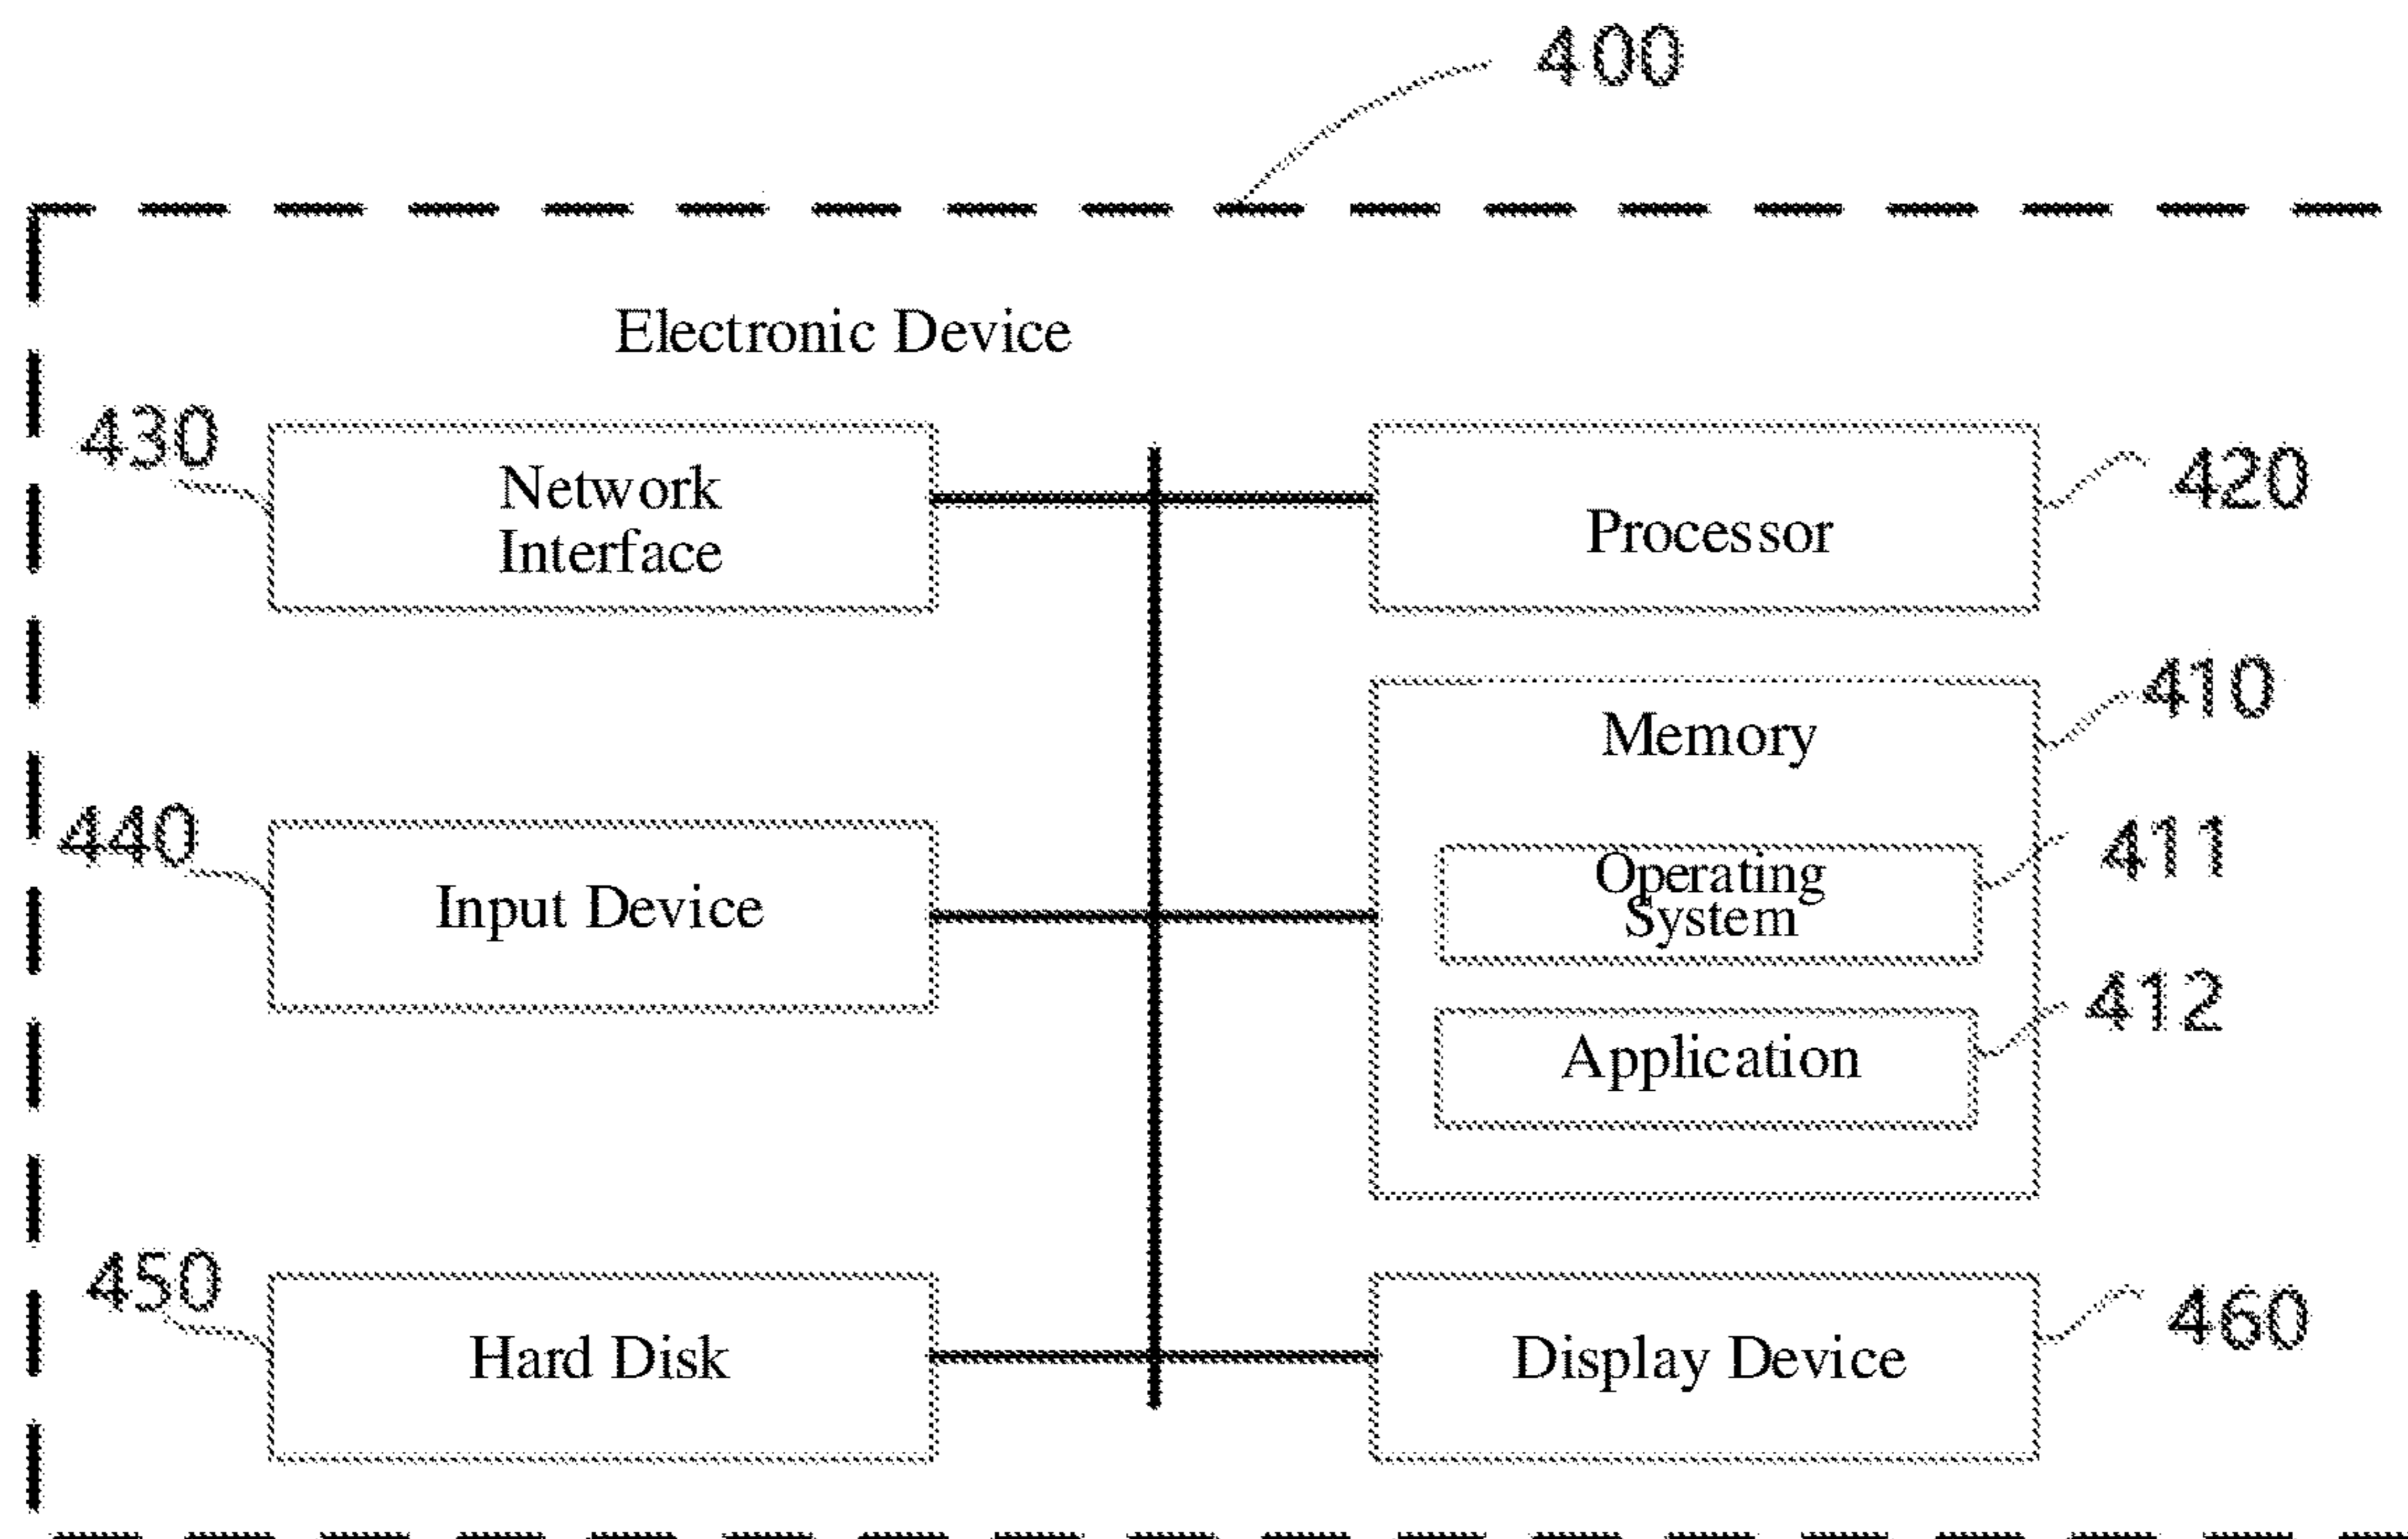 400
Electronic Device
430
Network
Interface
Processor
420
Memory
410
440
Input Device
Operating
System
411
Application
412
450
Hard Disk
Display Device
460